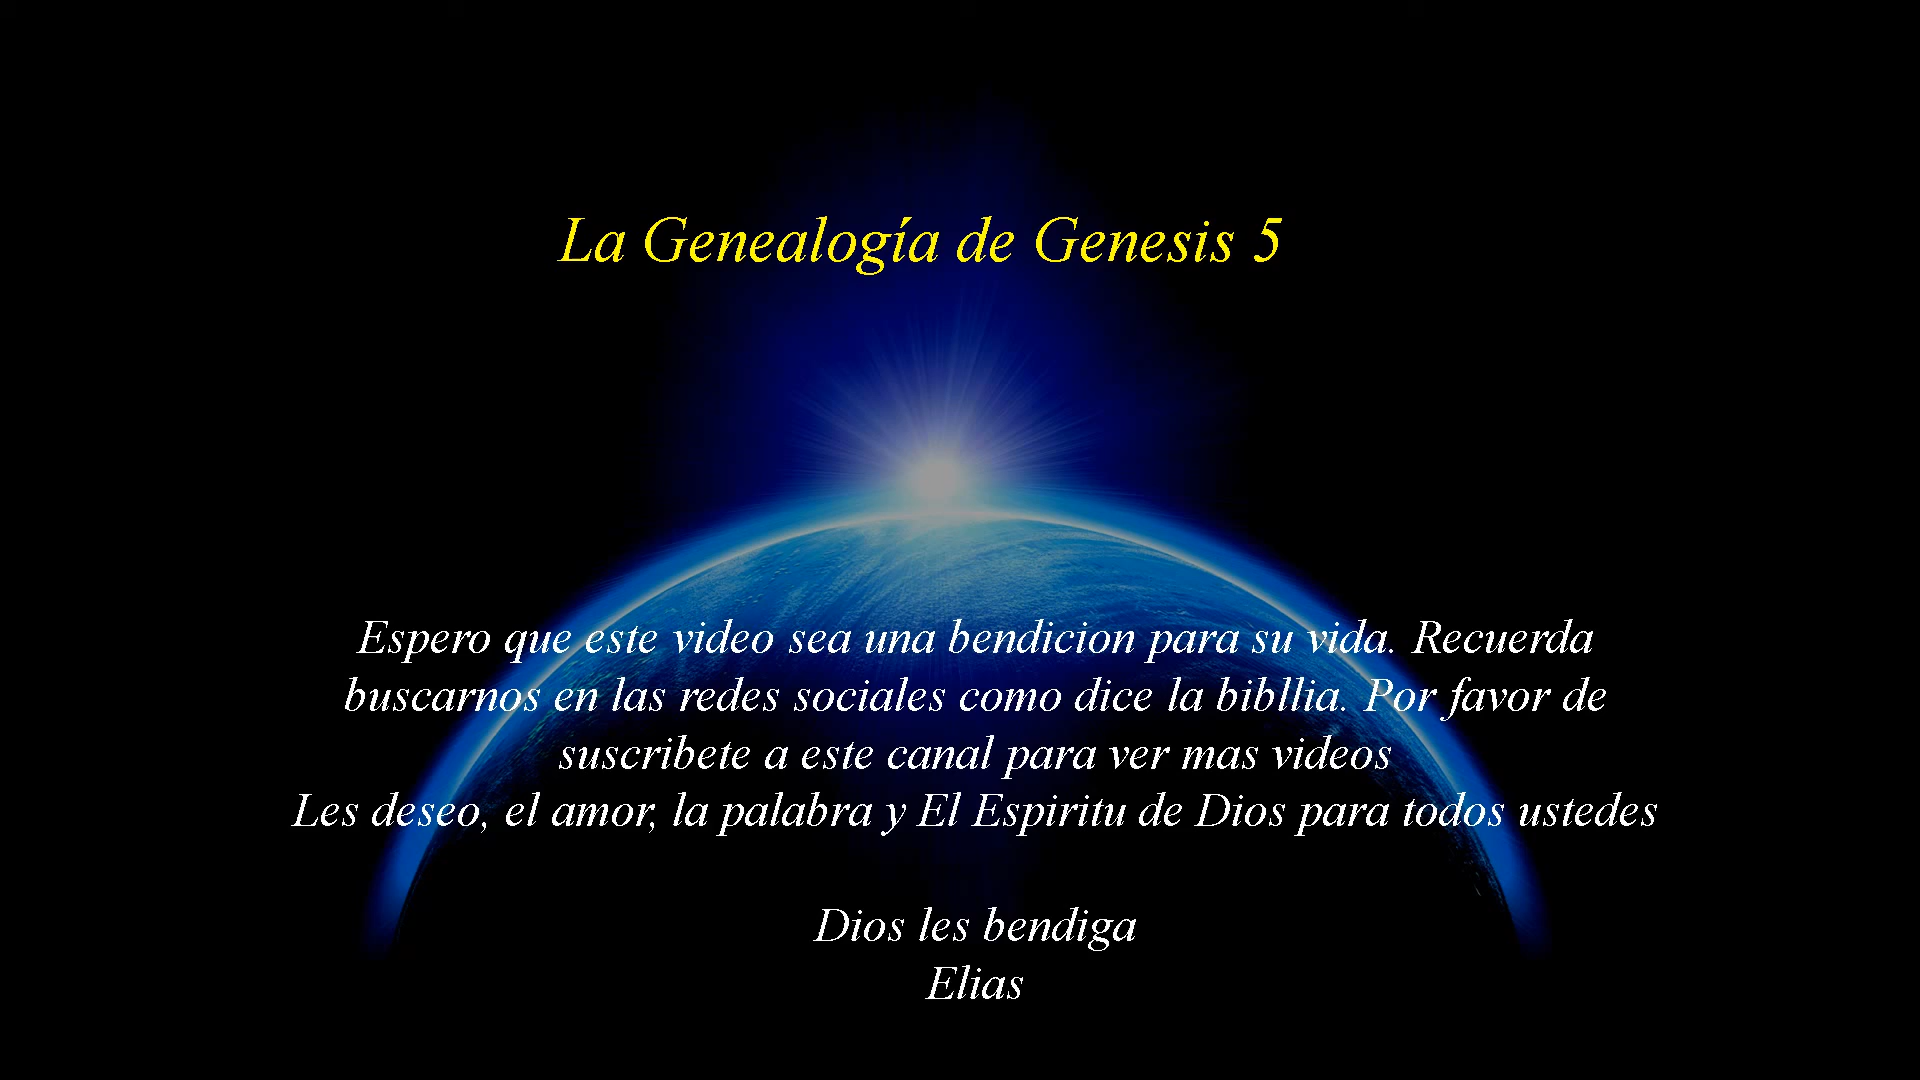 La Genealogía de Genesis 5
Espero que este video sea una bendicion para su vida. Recuerda
buscarnos en las redes sociales como dice la bibllia. Por favor de
suscribete a este canal para ver mas videos
Les deseo, el amor, la palabra y El Espiritu de Dios para todos ustedes
Dios les bendiga
Elias